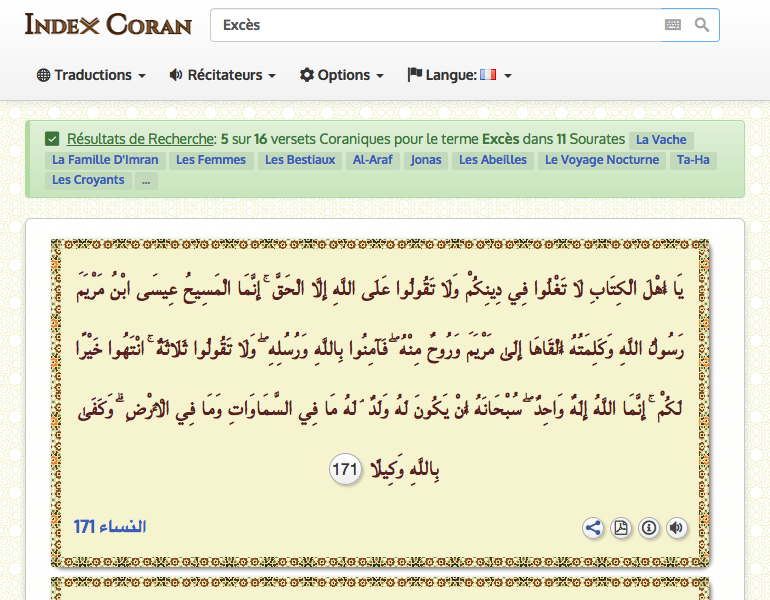 Index Coran
Excès
Traductions Récitateurs Options Langue:
Résultats de Recherche: 5 sur 16 versets Coraniques pour le terme Excès dans 11 Sourates La Vache
La Famille D'Imran Les Femmes Les Bestiaux Al-Araf Jonas Les Abeilles Le Voyage Nocturne Ta-Ha
Les Croyants ...
يَا أَهْلَ الْكِتَابِ لَا تَغْلُوا فِي دِينِكُمْ وَلَا تَقُولُوا عَلَى اللَّهِ إِلَّا الْحَقَّ ۚ إِنَّمَا الْمَسِيحُ عِيسَى ابْنُ مَرْيَمَ
رَسُولُ اللَّهِ وَكَلِمَتُهُ أَلْقَاهَا إِلَىٰ مَرْيَمَ وَرُوحٌ مِنْهُ ۖ فَآمِنُوا بِاللَّهِ وَرُسُلِهِ ۖ وَلَا تَقُولُوا ثَلَاثَةٌ ۚ انْتَهُوا خَيْرًا
لَكُمْ ۚ إِنَّمَا اللَّهُ إِلَٰهٌ وَاحِدٌ ۖ سُبْحَانَهُ أَنْ يَكُونَ لَهُ وَلَدٌ ۘ لَهُ مَا فِي السَّمَاوَاتِ وَمَا فِي الْأَرْضِ ۗ وَكَفَىٰ
بِاللَّهِ وَكِيلًا 171
النساء 171